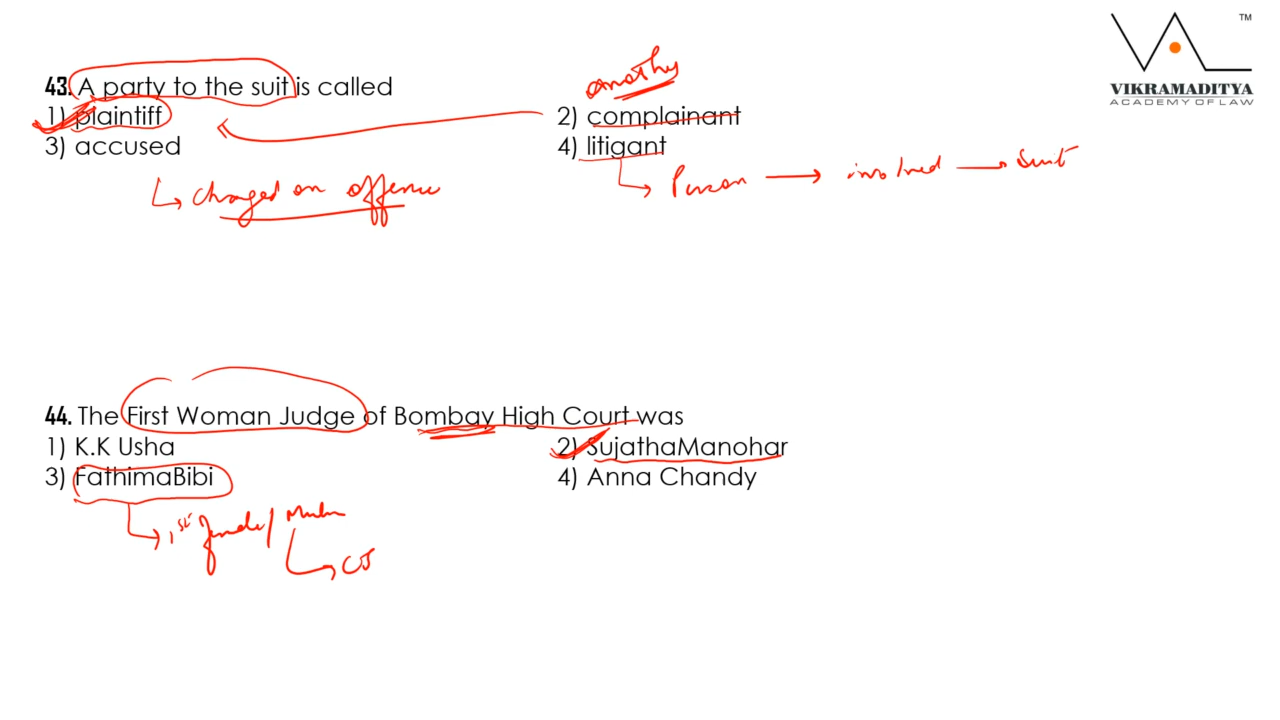 TM
VIKRAMADITYA
ACADEMY OF LAW
43. A party to the suit is called
another
1) plaintiff 2) complainant
3) accused 4) litigant
Person → involved → suit
charged an offence
44. The First Woman Judge of Bombay High Court was
1) K.K Usha 2) SujathaManohar
3) FathimaBibi 4) Anna Chandy
1st female/
CJ